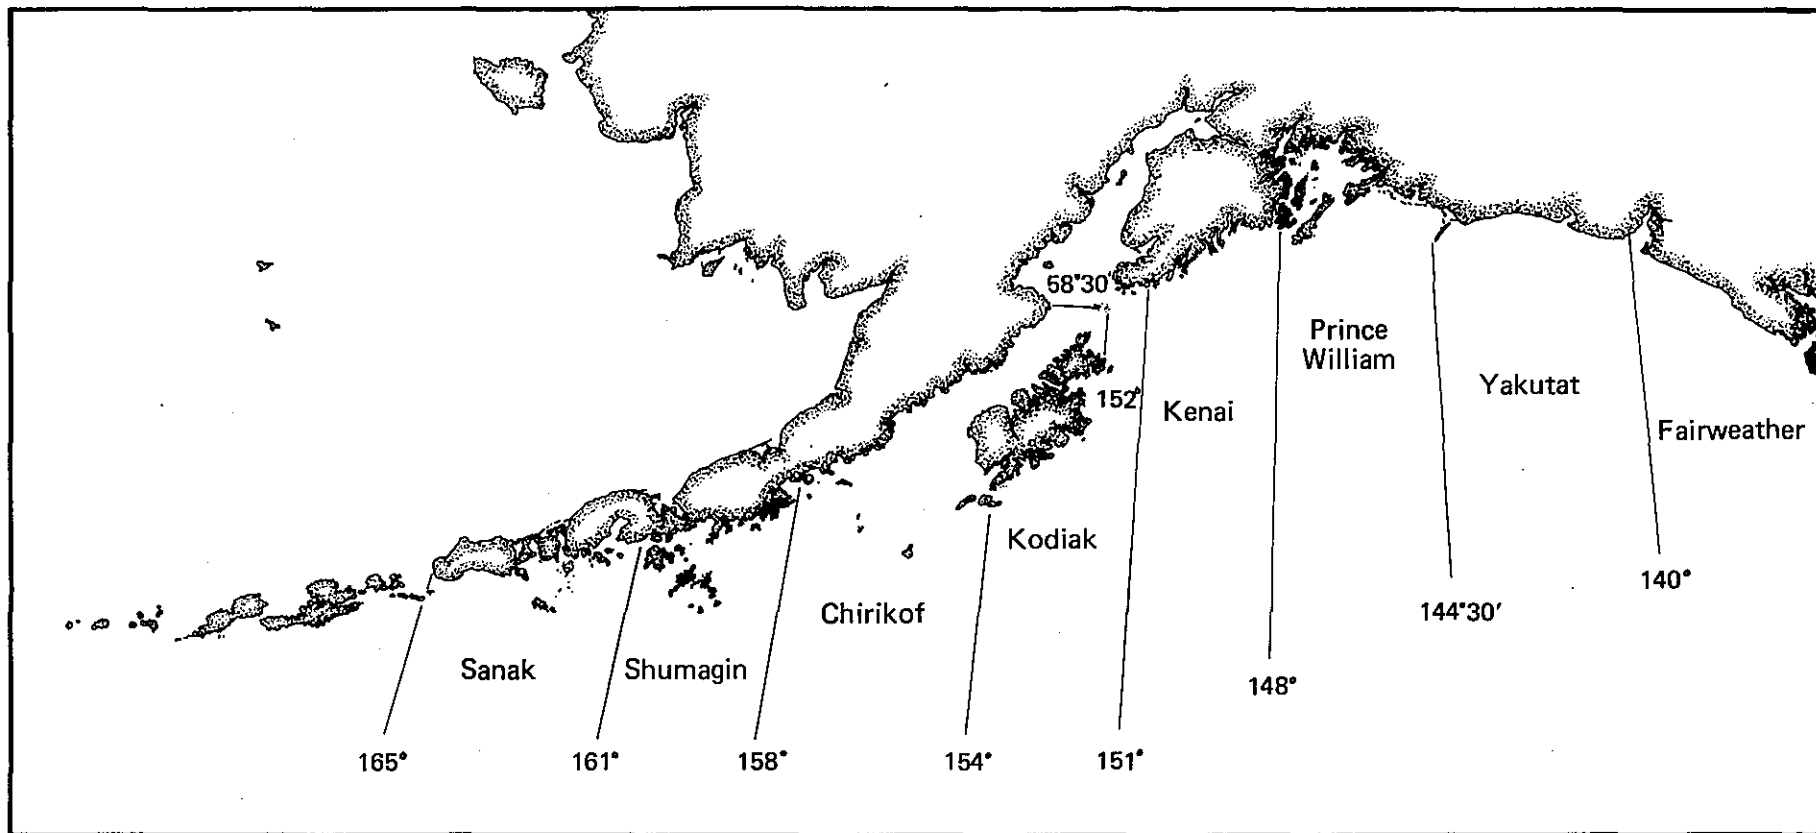 58°30'
152°
Prince
William
Yakutat
Kenai
Fairweather
Kodiak
Chirikof
Sanak
Shumagin
140°
144°30'
148°
165°
161°
158°
154°
151°